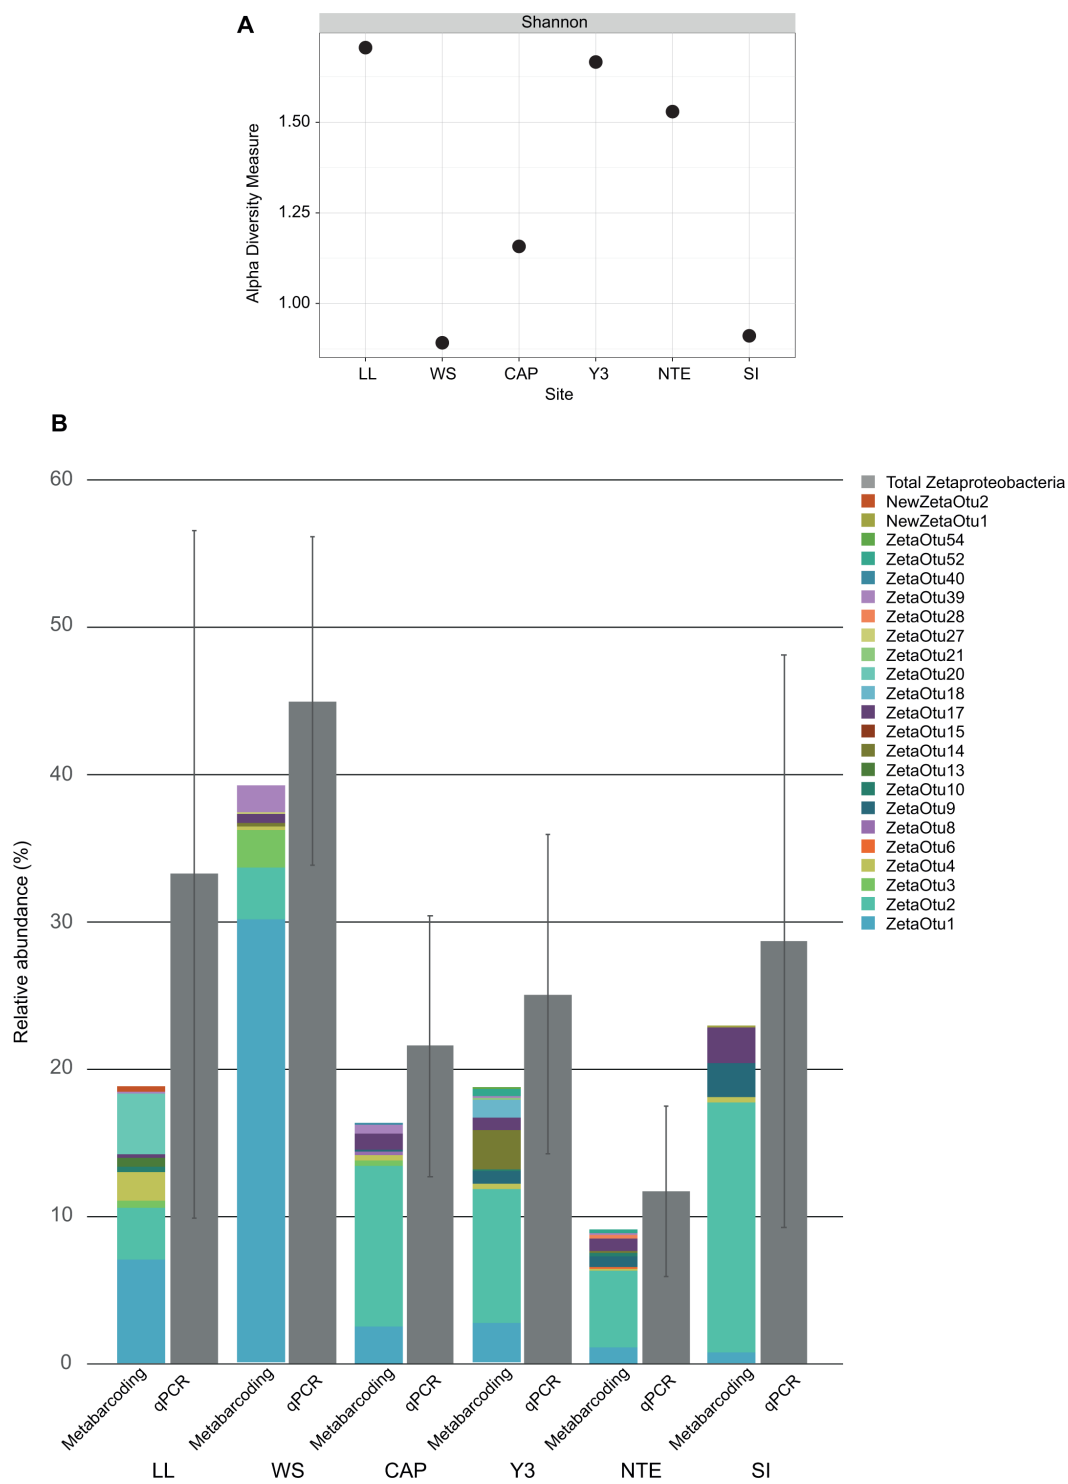 A
Shannon
Alpha Diversity Measure
1.50
1.25
1.00
LL WS CAP Y3 NTE SI
Site
B
Relative abundance (%)
60
50
40
30
20
10
0
Total Zetaproteobacteria
NewZetaOtu2
NewZetaOtu1
ZetaOtu54
ZetaOtu52
ZetaOtu40
ZetaOtu39
ZetaOtu28
ZetaOtu27
ZetaOtu21
ZetaOtu20
ZetaOtu18
ZetaOtu17
ZetaOtu15
ZetaOtu14
ZetaOtu13
ZetaOtu10
ZetaOtu9
ZetaOtu8
ZetaOtu6
ZetaOtu4
ZetaOtu3
ZetaOtu2
ZetaOtu1
Metabarcoding qPCR Metabarcoding qPCR Metabarcoding qPCR Metabarcoding qPCR Metabarcoding qPCR Metabarcoding qPCR
LL WS CAP Y3 NTE SI